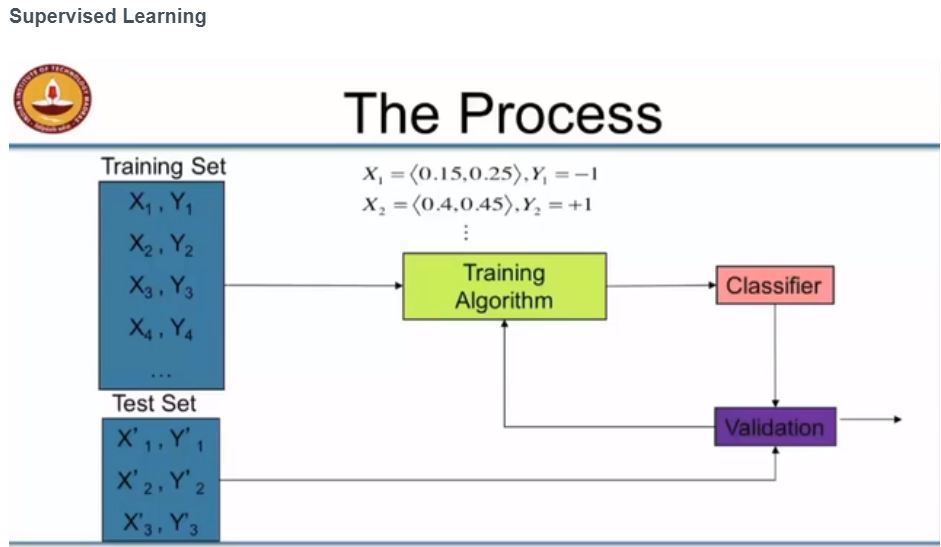 Supervised Learning
The Process
Training Set
X₁ , Y₁
X₂ , Y₂
X₃ , Y₃
X₄ , Y₄
...
X₁ = ⟨0.15,0.25⟩, Y₁ = −1
X₂ = ⟨0.4,0.45⟩, Y₂ = +1
⋮
Training
Algorithm
Classifier
Validation
Test Set
X'₁ , Y'₁
X'₂ , Y'₂
X'₃ , Y'₃